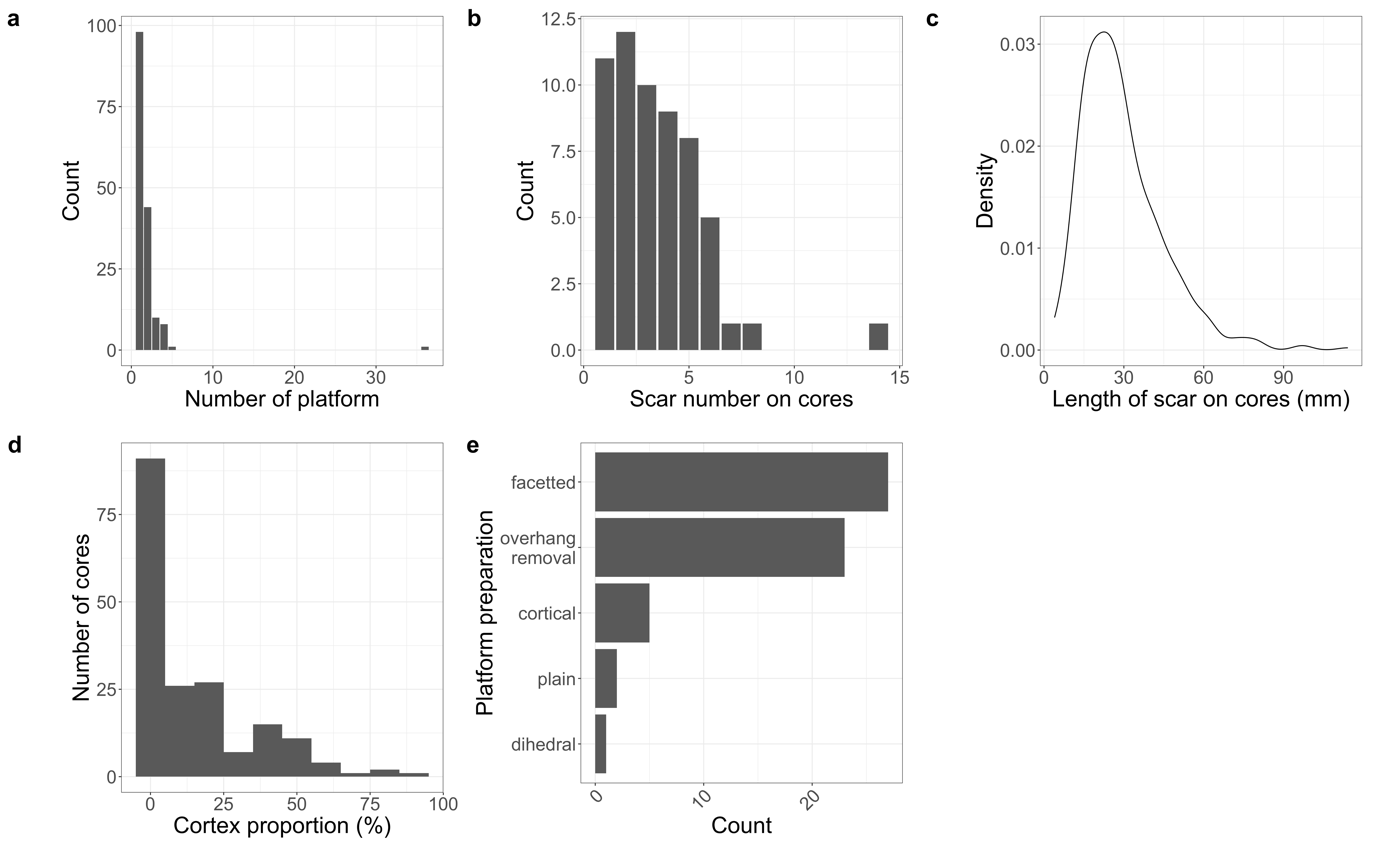 a
100
75
50
25
0
Count
0 10 20 30
Number of platform
b
12.5
10.0
7.5
5.0
2.5
0.0
Count
0 5 10 15
Scar number on cores
c
0.03
0.02
0.01
0.00
Density
0 30 60 90
Length of scar on cores (mm)
d
75
50
25
0
Number of cores
0 25 50 75 100
Cortex proportion (%)
e
Platform preparation
facetted
overhang
removal
cortical
plain
dihedral
0 10 20
Count